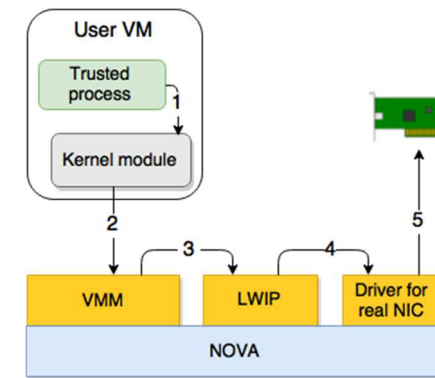 User VM
Trusted
process
1
Kernel module
2
3
4
5
VMM
LWIP
Driver for
real NIC
NOVA